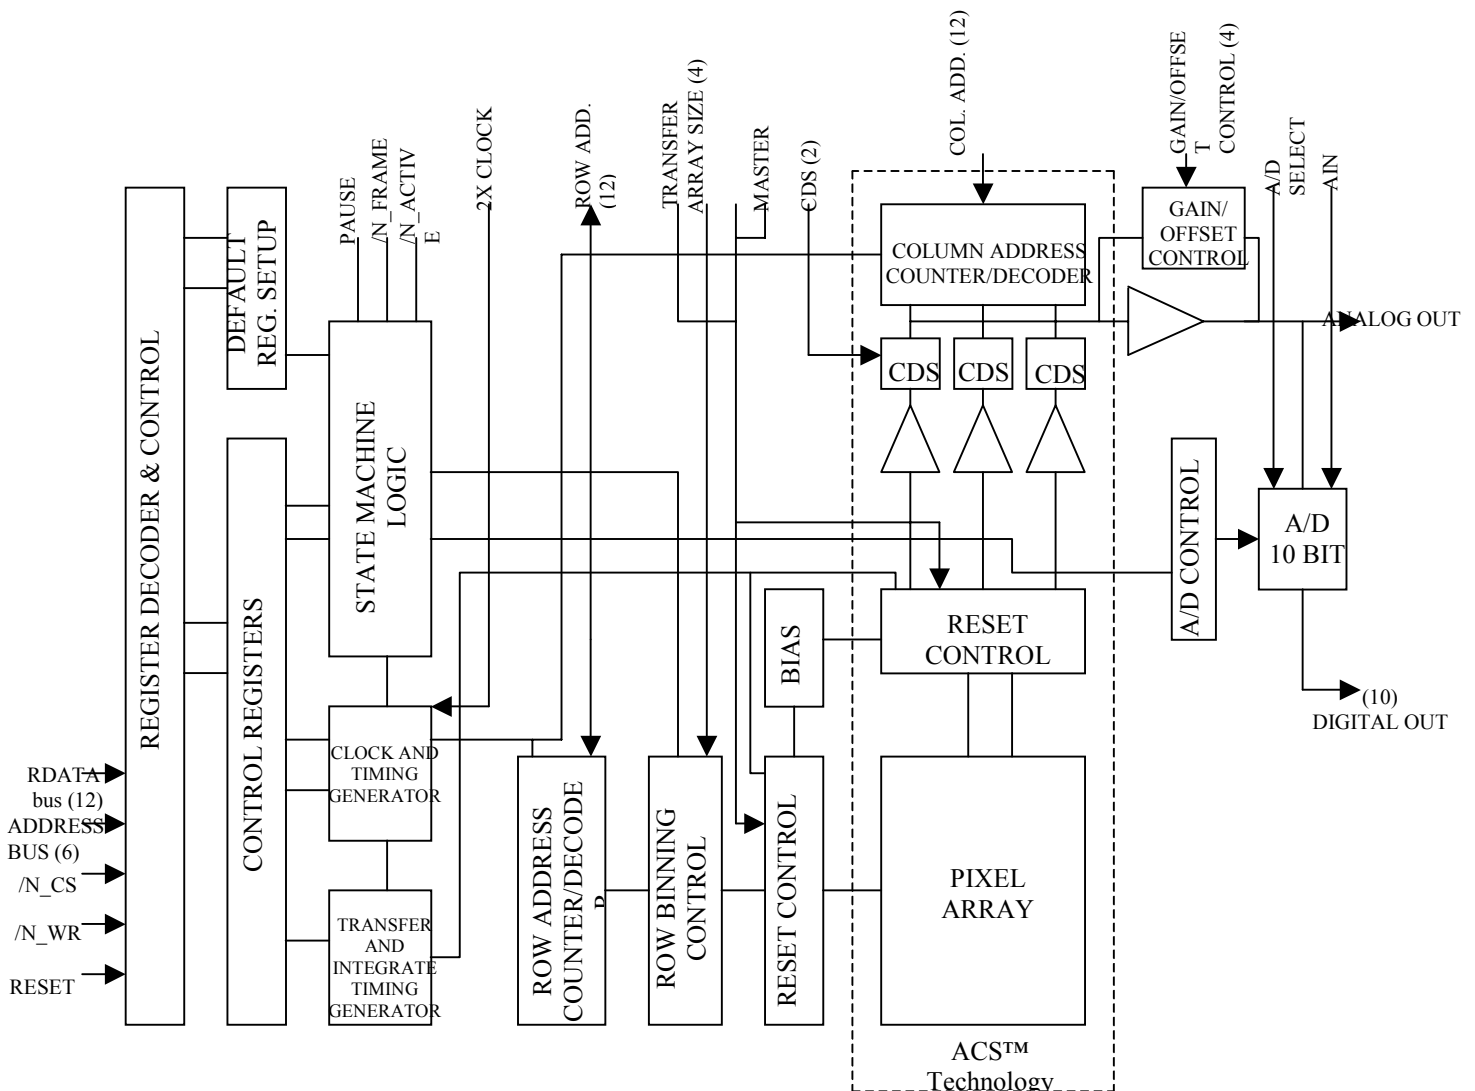 COL. ADD. (12)
GAIN/OFFSE
T
CONTROL (4)
A/D
SELECT
AIN
PAUSE
/N_FRAME
/N_ACTIV
E
2X CLOCK
ROW ADD.
(12)
TRANSFER
ARRAY SIZE (4)
MASTER
CDS (2)
REGISTER DECODER & CONTROL
DEFAULT
REG. SETUP
STATE MACHINE
LOGIC
CONTROL REGISTERS
COLUMN ADDRESS
COUNTER/DECODER
GAIN/
OFFSET
CONTROL
ANALOG OUT
CDS
CDS
CDS
A/D CONTROL
A/D
10 BIT
BIAS
RESET
CONTROL
(10)
DIGITAL OUT
CLOCK AND
TIMING
GENERATOR
TRANSFER
AND
INTEGRATE
TIMING
GENERATOR
ROW ADDRESS
COUNTER/DECODE
R
ROW BINNING
CONTROL
RESET CONTROL
PIXEL
ARRAY
RDATA
bus (12)
ADDRESS
BUS (6)
/N_CS
/N_WR
RESET
ACS™
Technology